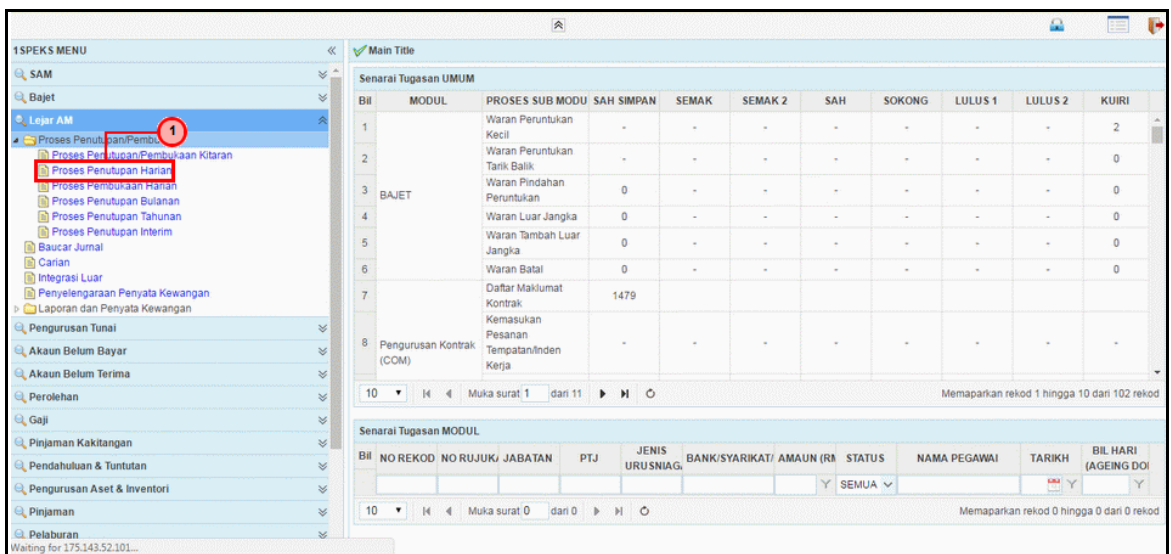 1SPEKS MENU
SAM
Bajet
Lejar AM
Proses Penutupan/Pembu
1
Proses Penutupan/Pembukaan Kitaran
Proses Penutupan Harian
Proses Pembukaan Harian
Proses Penutupan Bulanan
Proses Penutupan Tahunan
Proses Penutupan Interim
Baucar Jurnal
Carian
Integrasi Luar
Penyelengaraan Penyata Kewangan
Laporan dan Penyata Kewangan
Pengurusan Tunai
Akaun Belum Bayar
Akaun Belum Terima
Perolehan
Gaji
Pinjaman Kakitangan
Pendahuluan & Tuntutan
Pengurusan Aset & Inventori
Pinjaman
Pelaburan
Waiting for 175.143.52.101...
Main Title
Senarai Tugasan UMUM
Bil MODUL PROSES SUB MODU SAH SIMPAN SEMAK SEMAK 2 SAH SOKONG LULUS 1 LULUS 2 KUIRI
1 Waran Peruntukan Kecil - - - - - - - 2
2 Waran Peruntukan Tarik Balik - - - - - - - 0
3 BAJET Waran Pindahan Peruntukan 0 - - - - - - 0
4 Waran Luar Jangka 0 - - - - - - 0
5 Waran Tambah Luar Jangka 0 - - - - - - 0
6 Waran Batal 0 - - - - - - 0
7 Daftar Maklumat Kontrak 1479
8 Pengurusan Kontrak (COM) Kemasukan Pesanan Tempatan/Inden Kerja - - - - - - - -
10 Muka surat 1 dari 11 Memaparkan rekod 1 hingga 10 dari 102 rekod
Senarai Tugasan MODUL
Bil NO REKOD NO RUJUK JABATAN PTJ JENIS URUSNIAG BANK/SYARIKAT/ AMAUN (RM STATUS NAMA PEGAWAI TARIKH BIL HARI (AGEING DO
SEMUA
10 Muka surat 0 dari 0 Memaparkan rekod 0 hingga 0 dari 0 rekod